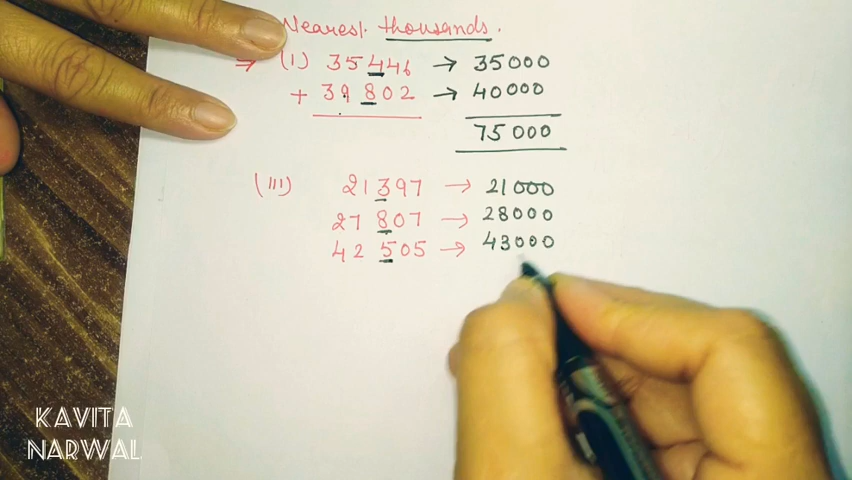 Nearest thousands.
→ (I) 35446 → 35000
+ 39802 → 40000
75000
(III) 21397 → 21000
27807 → 28000
42505 → 43000
KAVITA
NARWAL